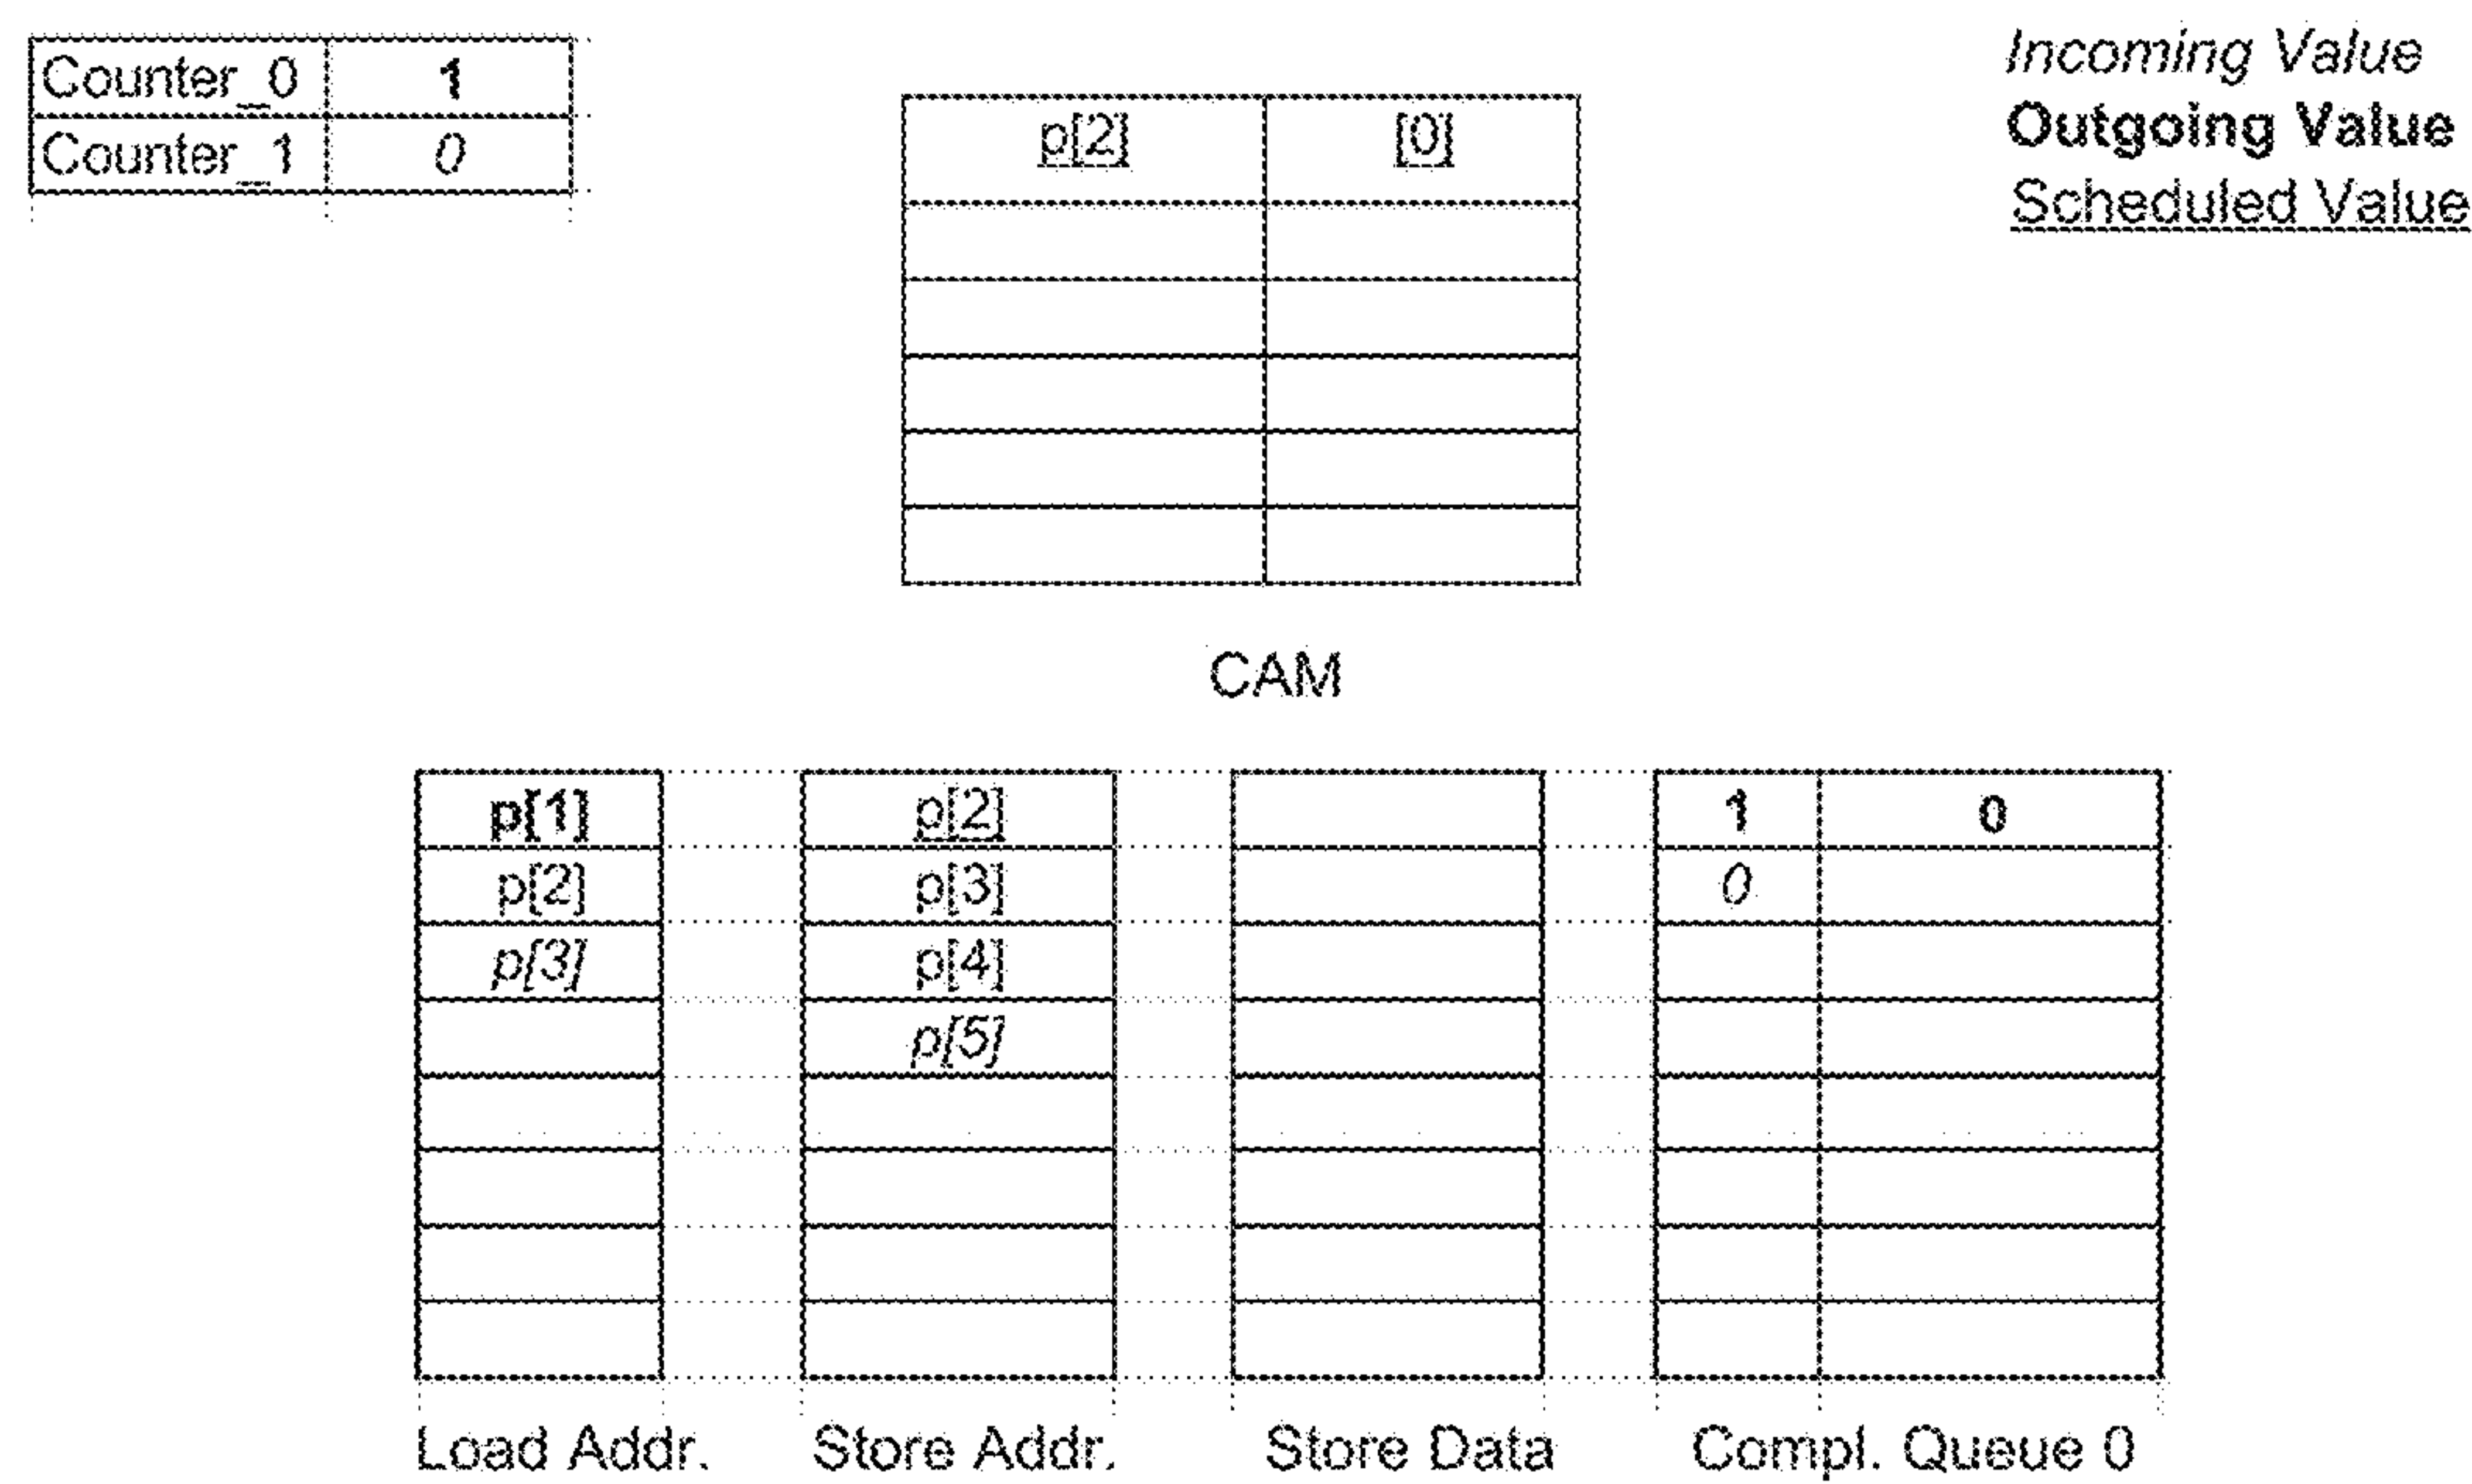 Counter_0 1
Counter_1 0
Incoming Value
Outgoing Value
Scheduled Value
p[2] [0]
CAM
p[1] p[2] 1 0
p[2] p[3] 0
p[3] p[4]
p[5]
Load Addr. Store Addr. Store Data Compl. Queue 0